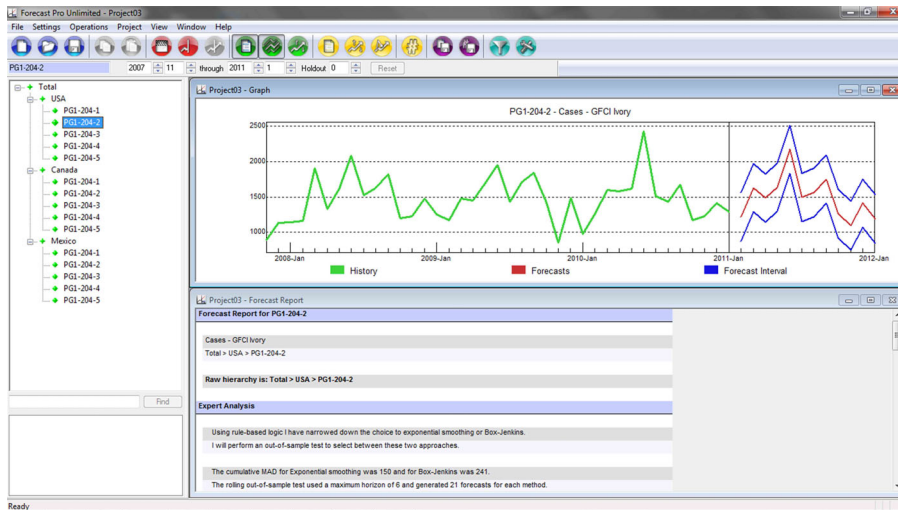 Forecast Pro Unlimited - Project03
File Settings Operations Project View Window Help
PG1-204-2 2007 11 through 2011 1 Holdout 0 Reset
Total
USA
PG1-204-1
PG1-204-2
PG1-204-3
PG1-204-4
PG1-204-5
Canada
PG1-204-1
PG1-204-2
PG1-204-3
PG1-204-4
PG1-204-5
Mexico
PG1-204-1
PG1-204-2
PG1-204-3
PG1-204-4
PG1-204-5
Find
Project03 - Graph
PG1-204-2 - Cases - GFCI Ivory
2500
2000
1500
1000
2008-Jan 2009-Jan 2010-Jan 2011-Jan 2012-Jan
History Forecasts Forecast Interval
Project03 - Forecast Report
Forecast Report for PG1-204-2
Cases - GFCI Ivory
Total > USA > PG1-204-2
Raw hierarchy is: Total > USA > PG1-204-2
Expert Analysis
Using rule-based logic I have narrowed down the choice to exponential smoothing or Box-Jenkins.
I will perform an out-of-sample test to select between these two approaches.
The cumulative MAD for Exponential smoothing was 150 and for Box-Jenkins was 241.
The rolling out-of-sample test used a maximum horizon of 6 and generated 21 forecasts for each method.
Ready